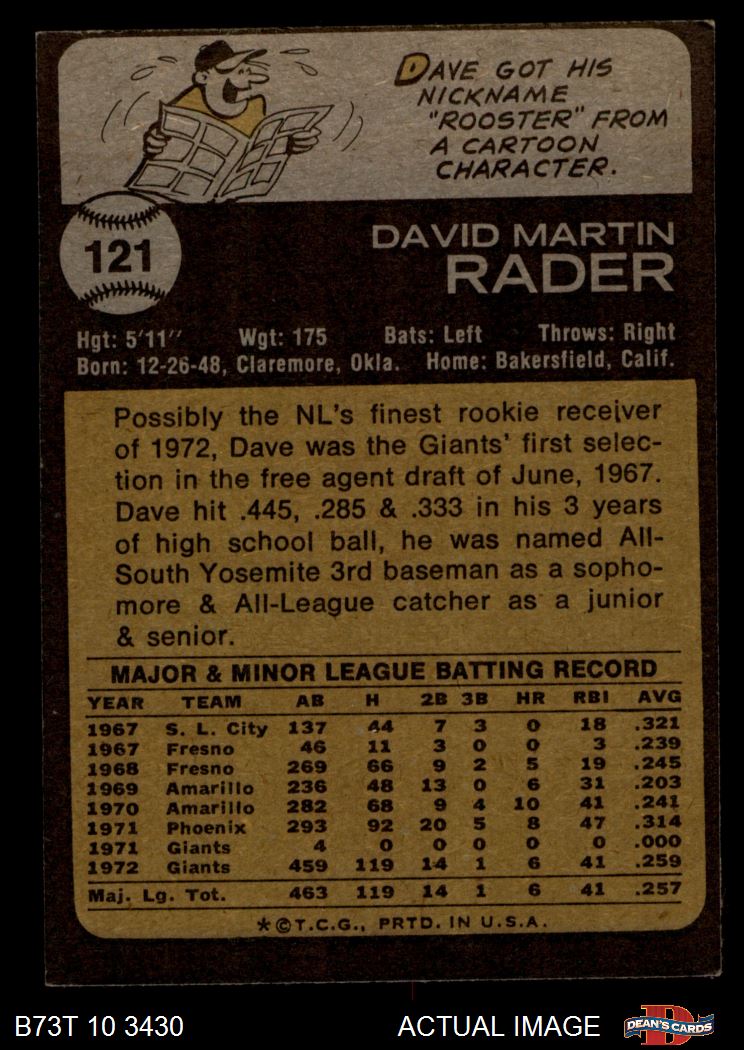 DAVE GOT HIS
NICKNAME
"ROOSTER" FROM
A CARTOON
CHARACTER.
121
DAVID MARTIN
RADER
Hgt: 5'11" Wgt: 175 Bats: Left Throws: Right
Born: 12-26-48, Claremore, Okla. Home: Bakersfield, Calif.
Possibly the NL's finest rookie receiver
of 1972, Dave was the Giants' first selec-
tion in the free agent draft of June, 1967.
Dave hit .445, .285 & .333 in his 3 years
of high school ball, he was named All-
South Yosemite 3rd baseman as a sopho-
more & All-League catcher as a junior
& senior.
MAJOR & MINOR LEAGUE BATTING RECORD
YEAR TEAM AB H 2B 3B HR RBI AVG
1967 S. L. City 137 44 7 3 0 18 .321
1967 Fresno 46 11 3 0 0 3 .239
1968 Fresno 269 66 9 2 5 19 .245
1969 Amarillo 236 48 13 0 6 31 .203
1970 Amarillo 282 68 9 4 10 41 .241
1971 Phoenix 293 92 20 5 8 47 .314
1971 Giants 4 0 0 0 0 0 .000
1972 Giants 459 119 14 1 6 41 .259
Maj. Lg. Tot. 463 119 14 1 6 41 .257
*©T.C.G., PRTD. IN U.S.A.
B73T 10 3430 ACTUAL IMAGE D DEAN'S CARDS